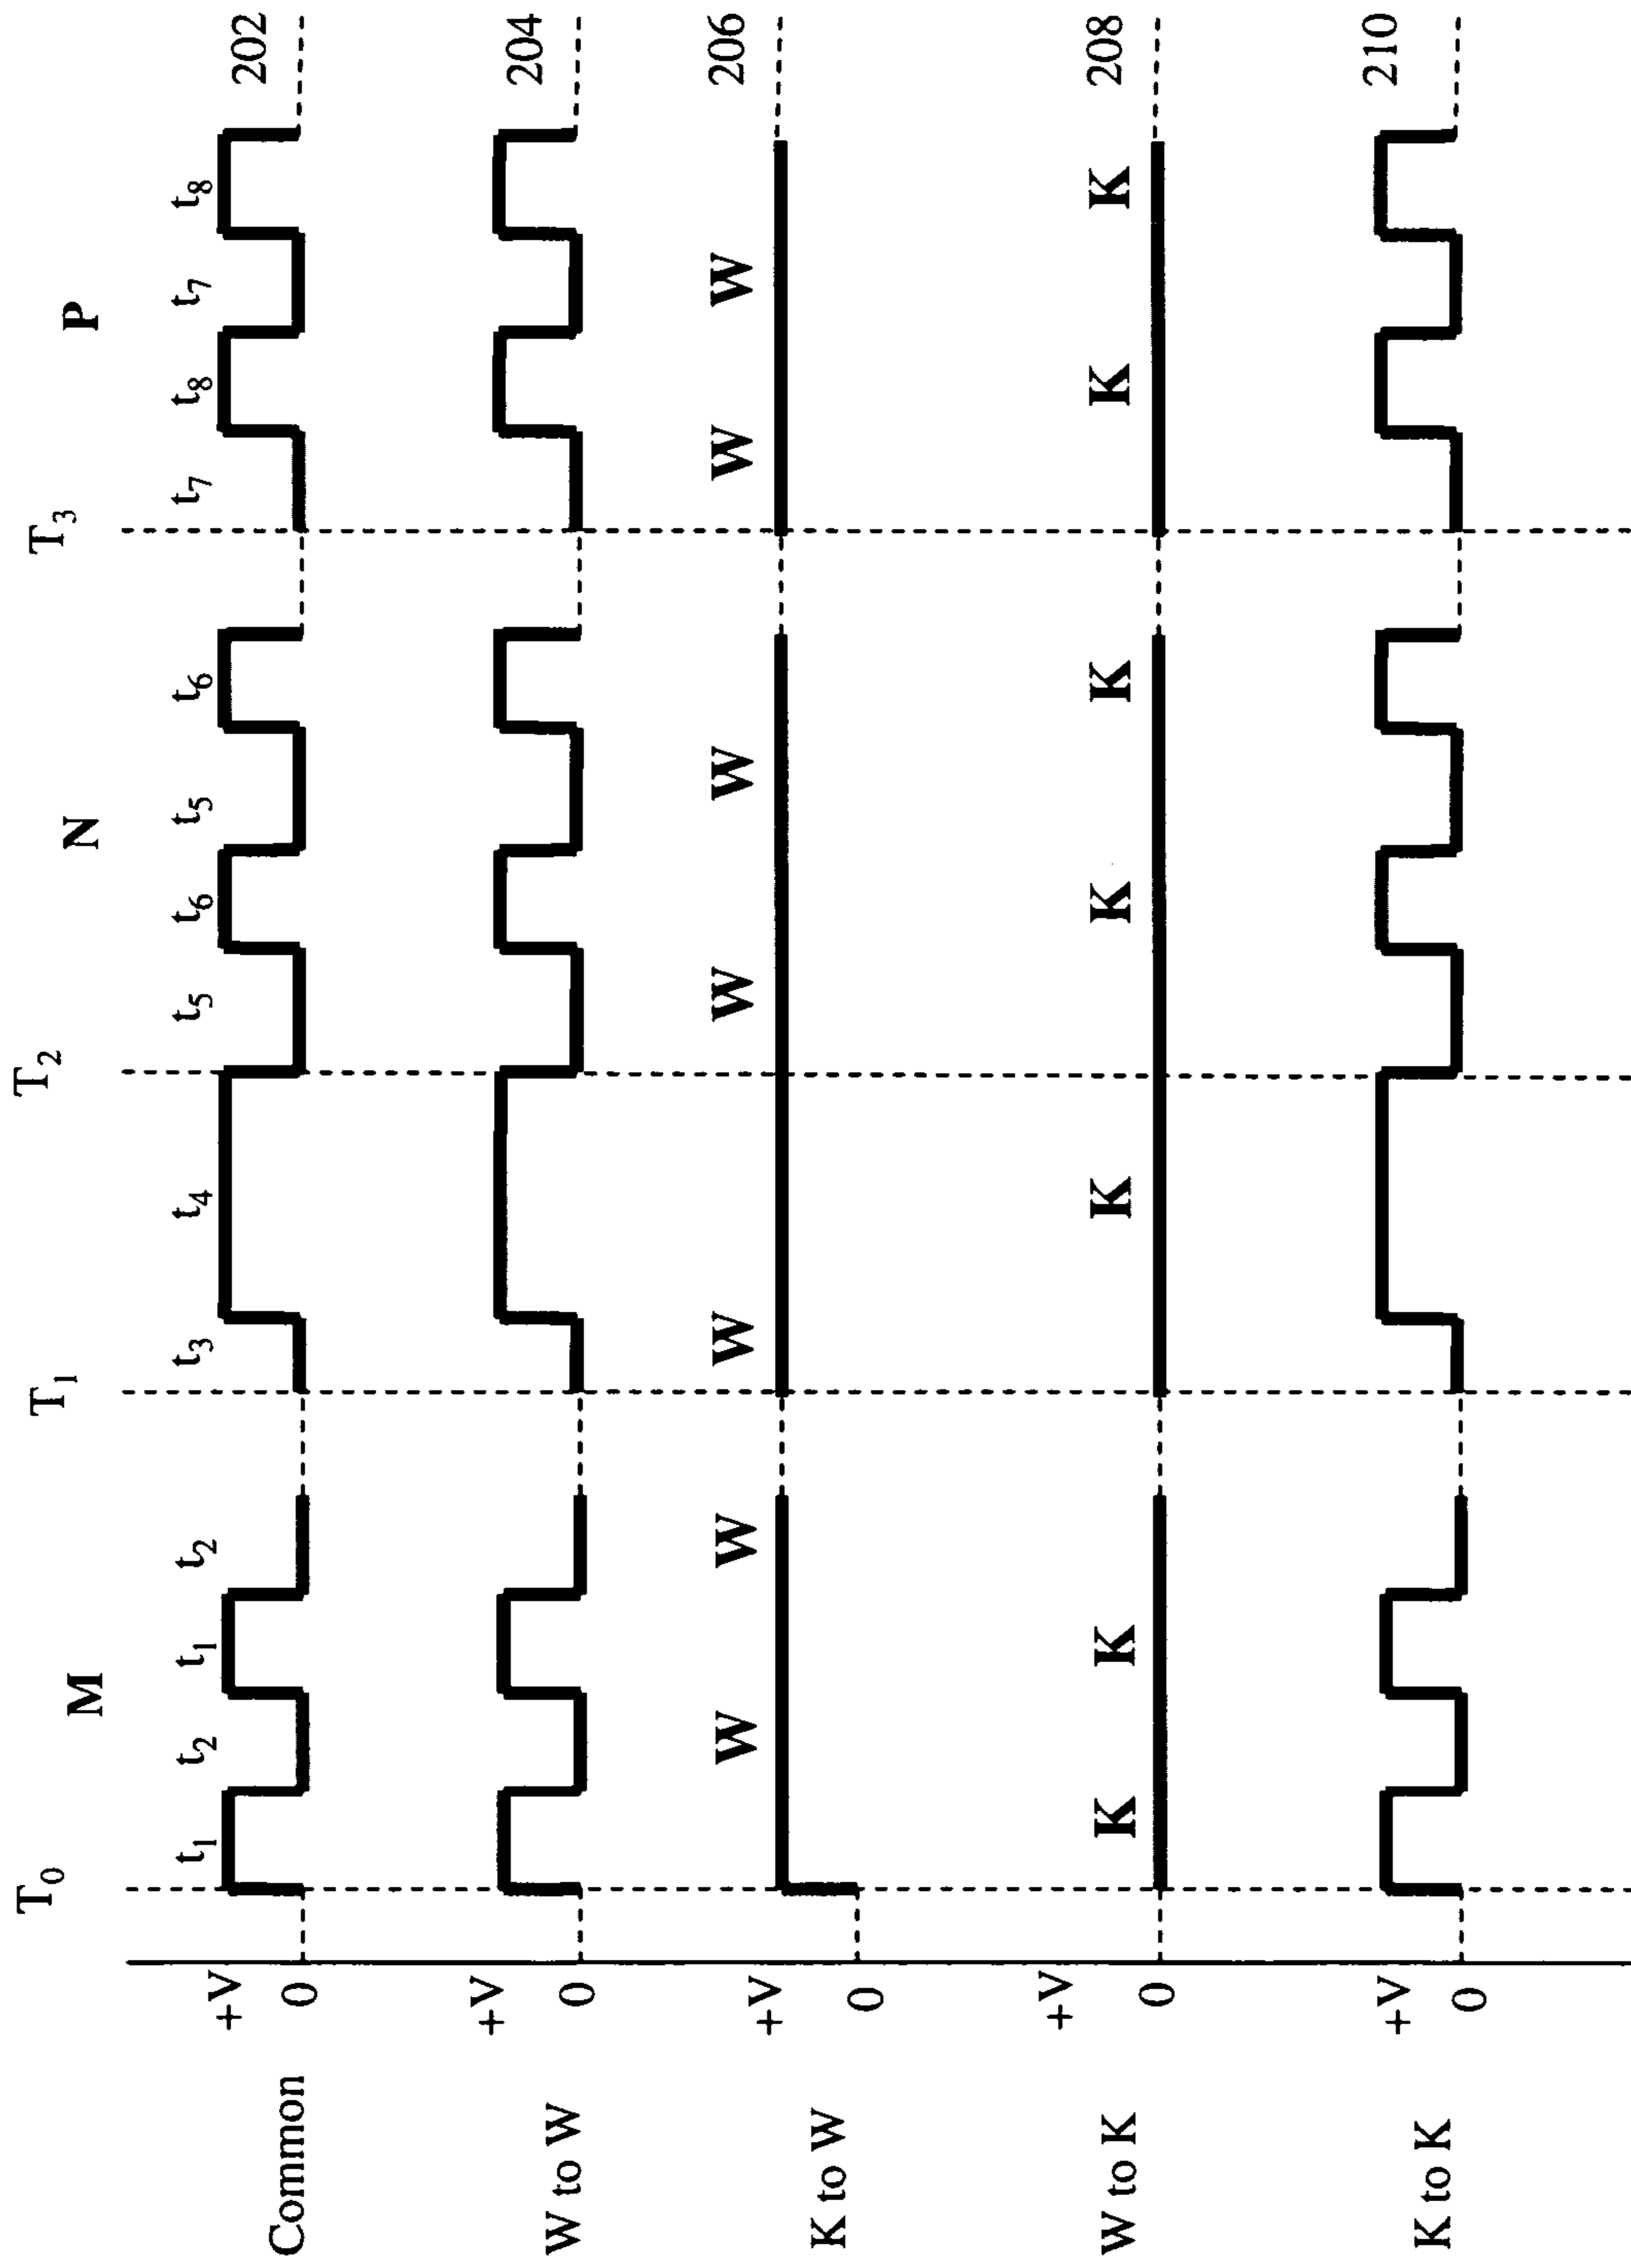 T0 M T1 T2 N T3 P
t1 t2 t1 t2 t3 t4 t5 t6 t5 t6 t7 t8 t7 t8
Common +V 0 202
W to W +V 0 204
K to W +V 0 W W W W W W W 206
W to K +V 0 K K K K K K K 208
K to K +V 0 210